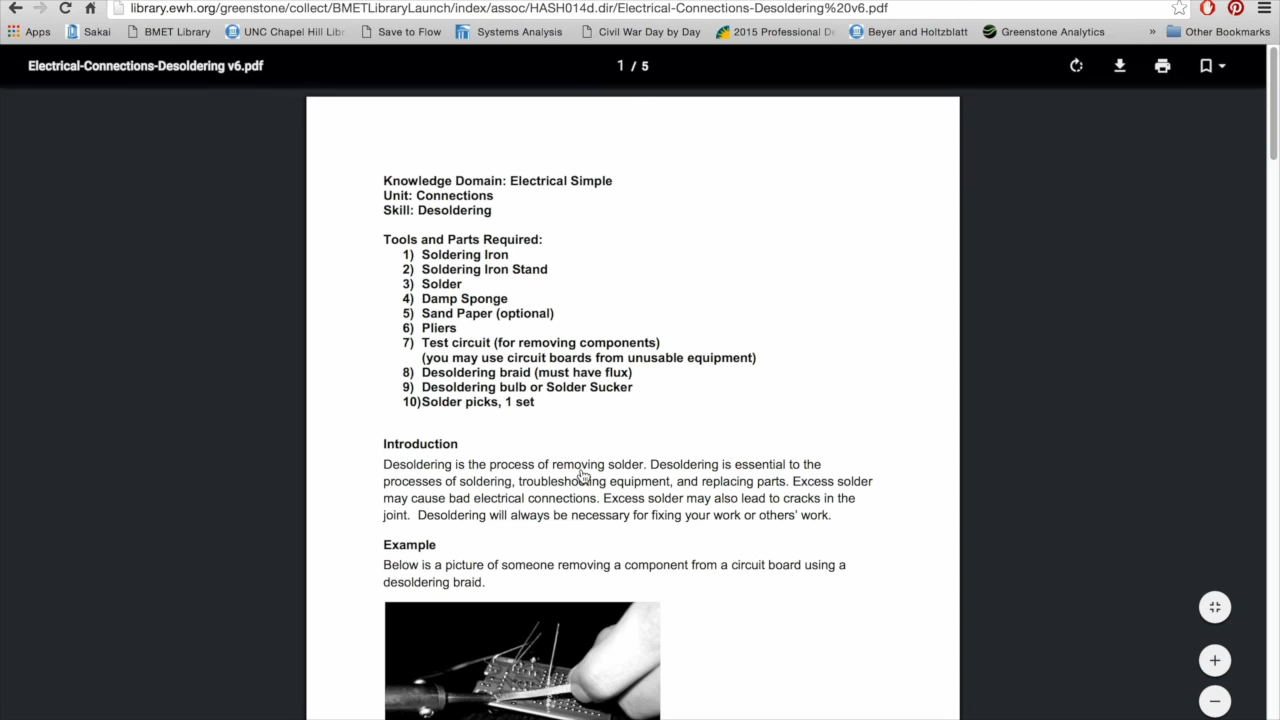 library.ewh.org/greenstone/collect/BMETLibraryLaunch/index/assoc/HASH014d.dir/Electrical-Connections-Desoldering%20v6.pdf
Apps Sakai BMET Library UNC Chapel Hill Libr Save to Flow Systems Analysis Civil War Day by Day 2015 Professional De Beyer and Holtzblatt Greenstone Analytics » Other Bookmarks
Electrical-Connections-Desoldering v6.pdf 1 / 5
Knowledge Domain: Electrical Simple
Unit: Connections
Skill: Desoldering
Tools and Parts Required:
1) Soldering Iron
2) Soldering Iron Stand
3) Solder
4) Damp Sponge
5) Sand Paper (optional)
6) Pliers
7) Test circuit (for removing components)
(you may use circuit boards from unusable equipment)
8) Desoldering braid (must have flux)
9) Desoldering bulb or Solder Sucker
10)Solder picks, 1 set
Introduction
Desoldering is the process of removing solder. Desoldering is essential to the
processes of soldering, troubleshooting equipment, and replacing parts. Excess solder
may cause bad electrical connections. Excess solder may also lead to cracks in the
joint. Desoldering will always be necessary for fixing your work or others' work.
Example
Below is a picture of someone removing a component from a circuit board using a
desoldering braid.